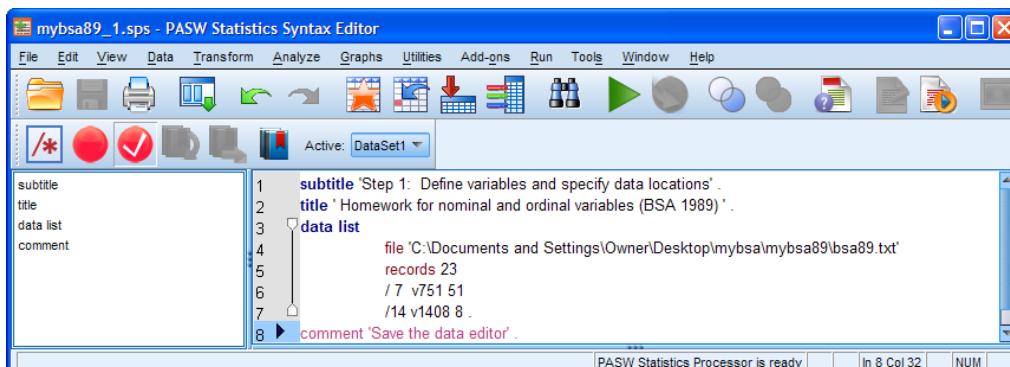 mybsa89_1.sps - PASW Statistics Syntax Editor
File Edit View Data Transform Analyze Graphs Utilities Add-ons Run Tools Window Help
Active: DataSet1
subtitle
title
data list
comment
1 subtitle 'Step 1:  Define variables and specify data locations' .
2 title ' Homework for nominal and ordinal variables (BSA 1989) ' .
3 data list
4 file 'C:\Documents and Settings\Owner\Desktop\mybsa\mybsa89\bsa89.txt'
5 records 23
6 / 7  v751 51
7 /14 v1408 8 .
8 comment 'Save the data editor' .
PASW Statistics Processor is ready In 8 Col 32 NUM